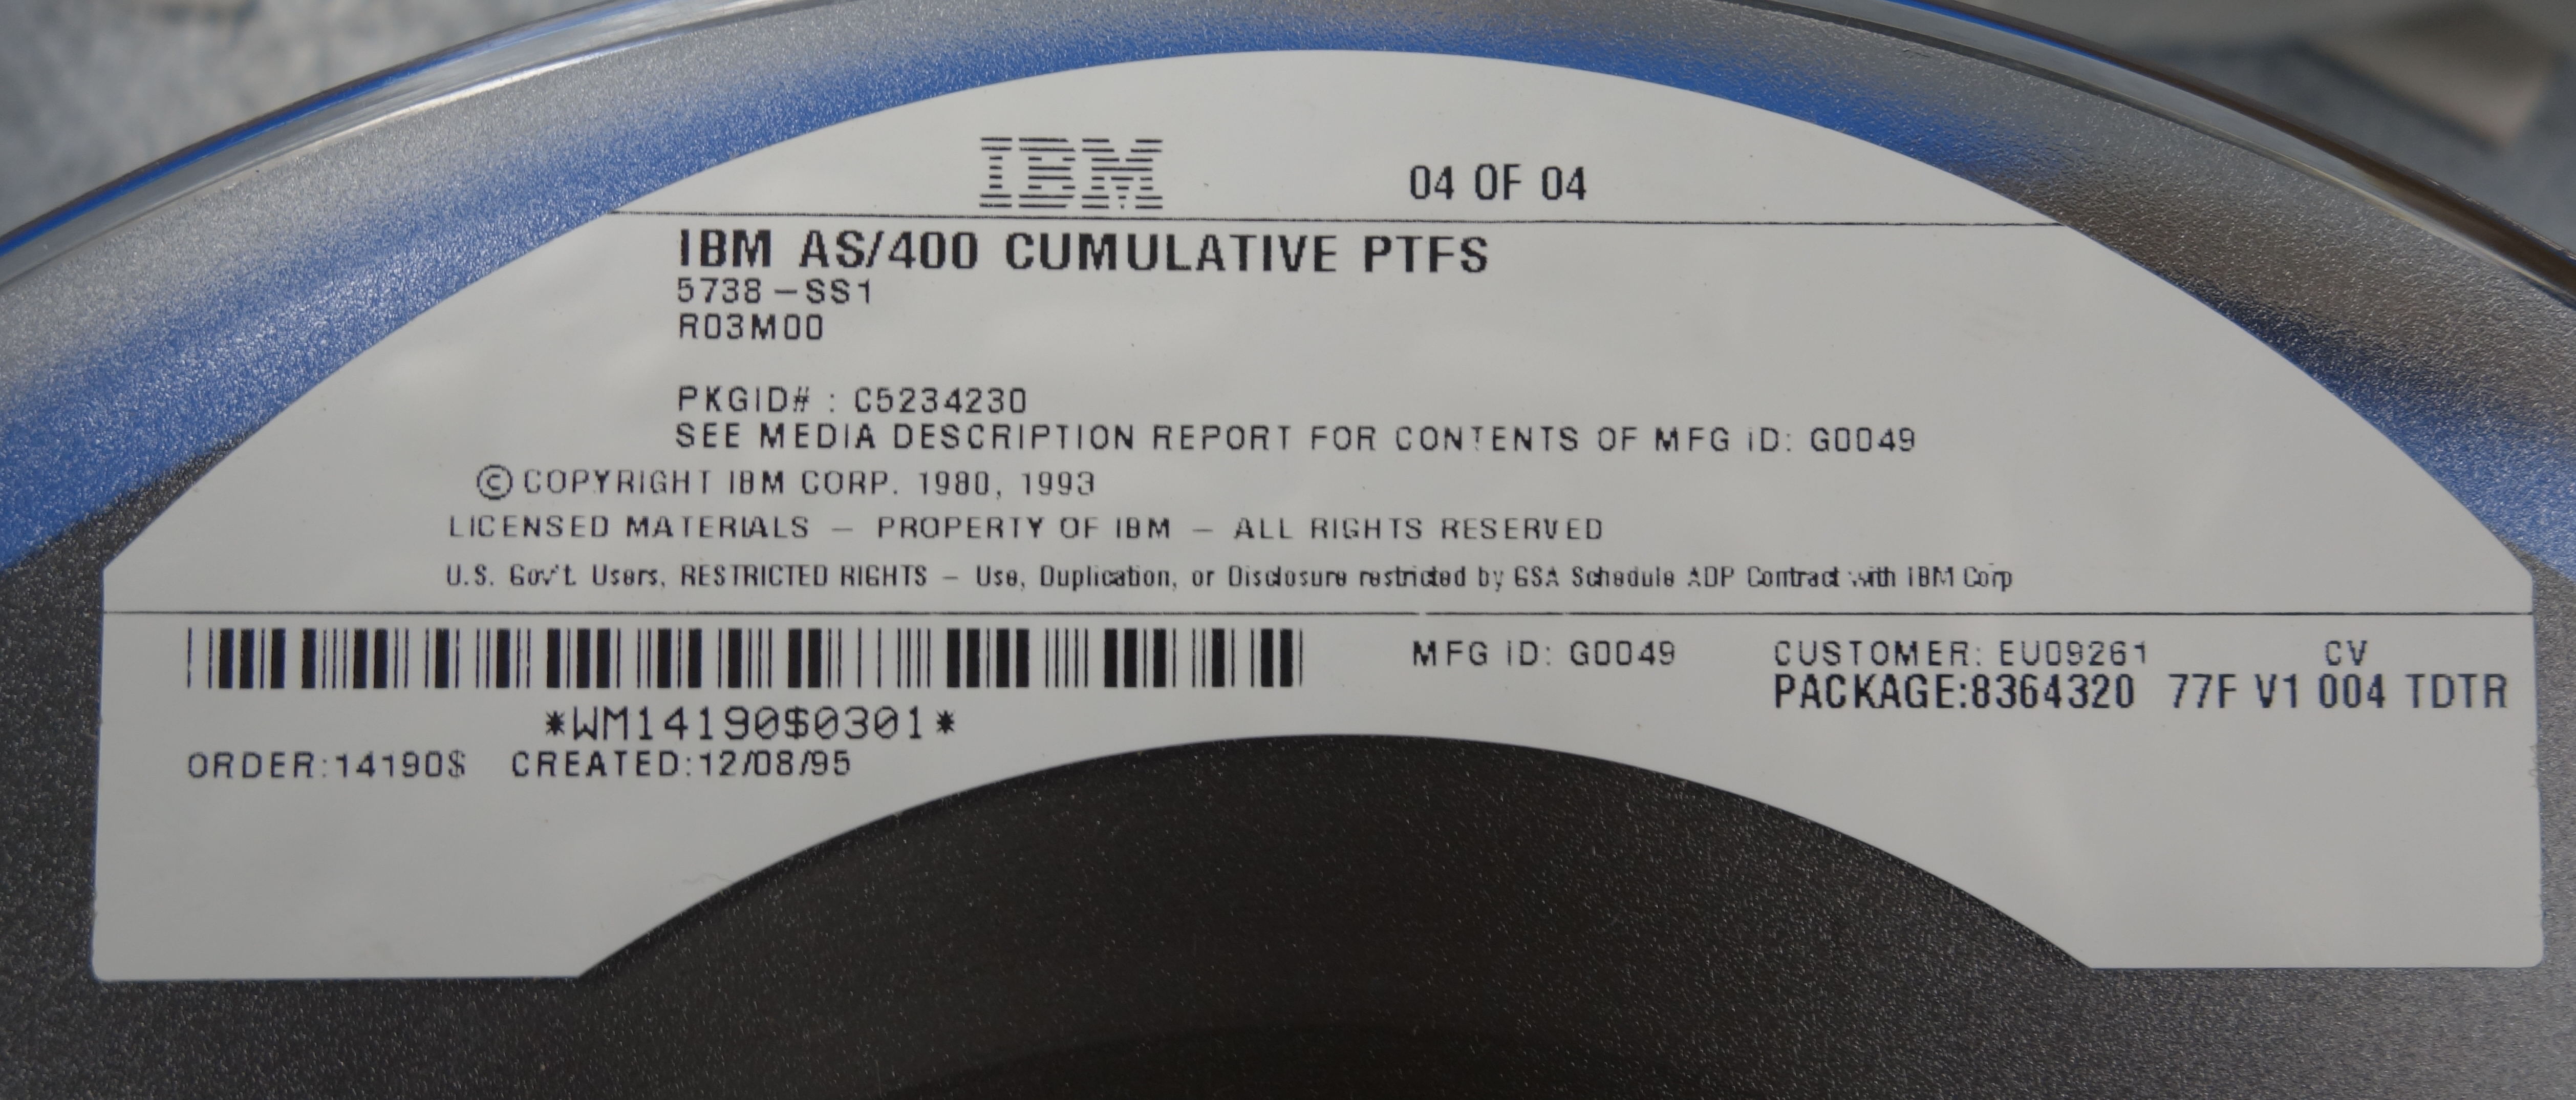 IBM 04 OF 04
IBM AS/400 CUMULATIVE PTFS
5738-SS1
R03M00
PKGID# : C5234230
SEE MEDIA DESCRIPTION REPORT FOR CONTENTS OF MFG iD: G0049
© COPYRIGHT IBM CORP. 1980, 1993
LICENSED MATERIALS — PROPERTY OF IBM — ALL RIGHTS RESERVED
U.S. Gov't. Users, RESTRICTED RIGHTS — Use, Duplication, or Disclosure restricted by GSA Schedule ADP Contract with IBM Corp
MFG iD: G0049 CUSTOMER: EU09261 CV
PACKAGE:8364320 77F V1 004 TDTR
*WM14190$0301*
ORDER:14190$ CREATED:12/08/95